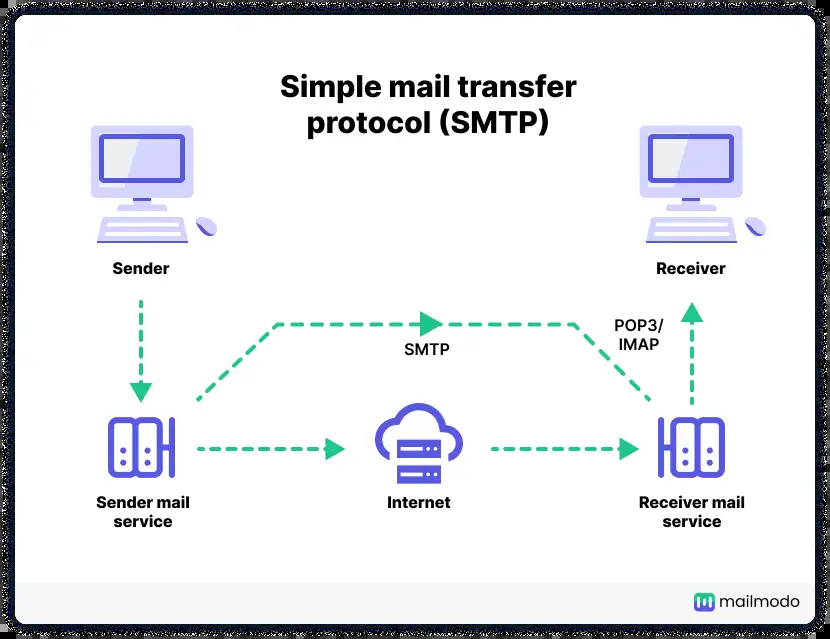 Simple mail transfer
protocol (SMTP)
Sender
Receiver
SMTP
POP3/
IMAP
Sender mail
service
Internet
Receiver mail
service
mailmodo